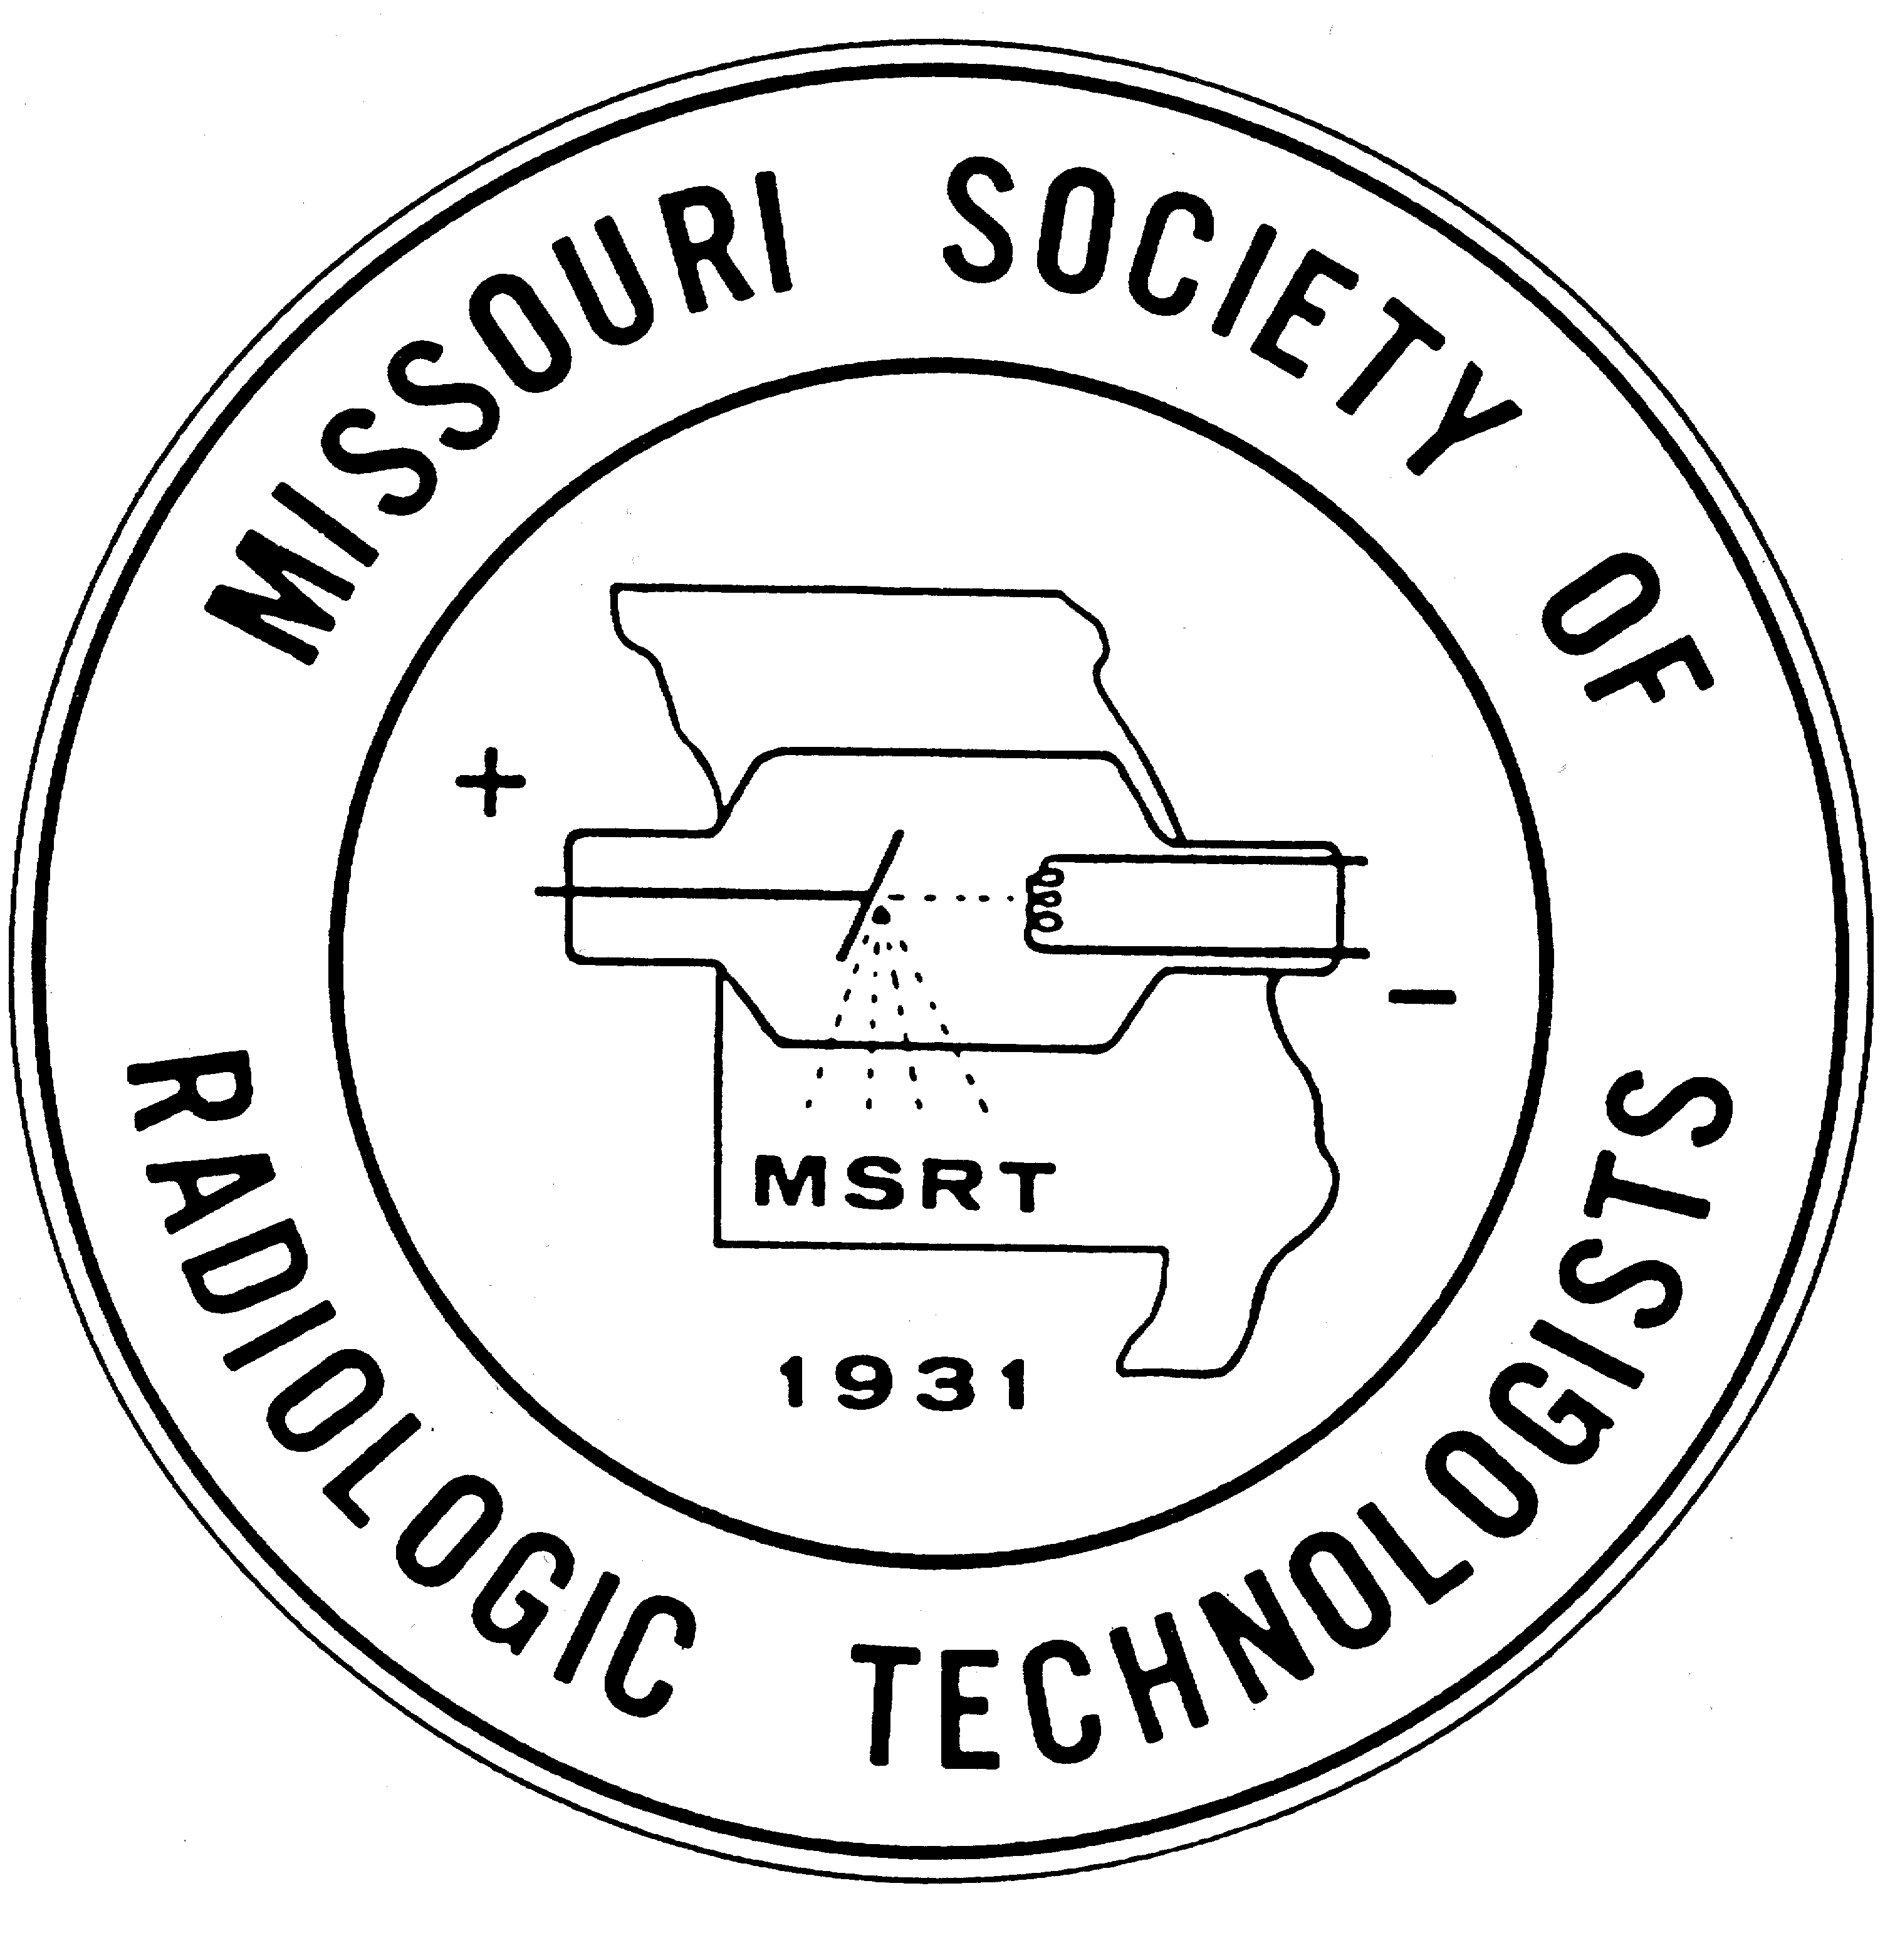 MISSOURI SOCIETY OF
RADIOLOGIC TECHNOLOGISTS
+
-
MSRT
1931